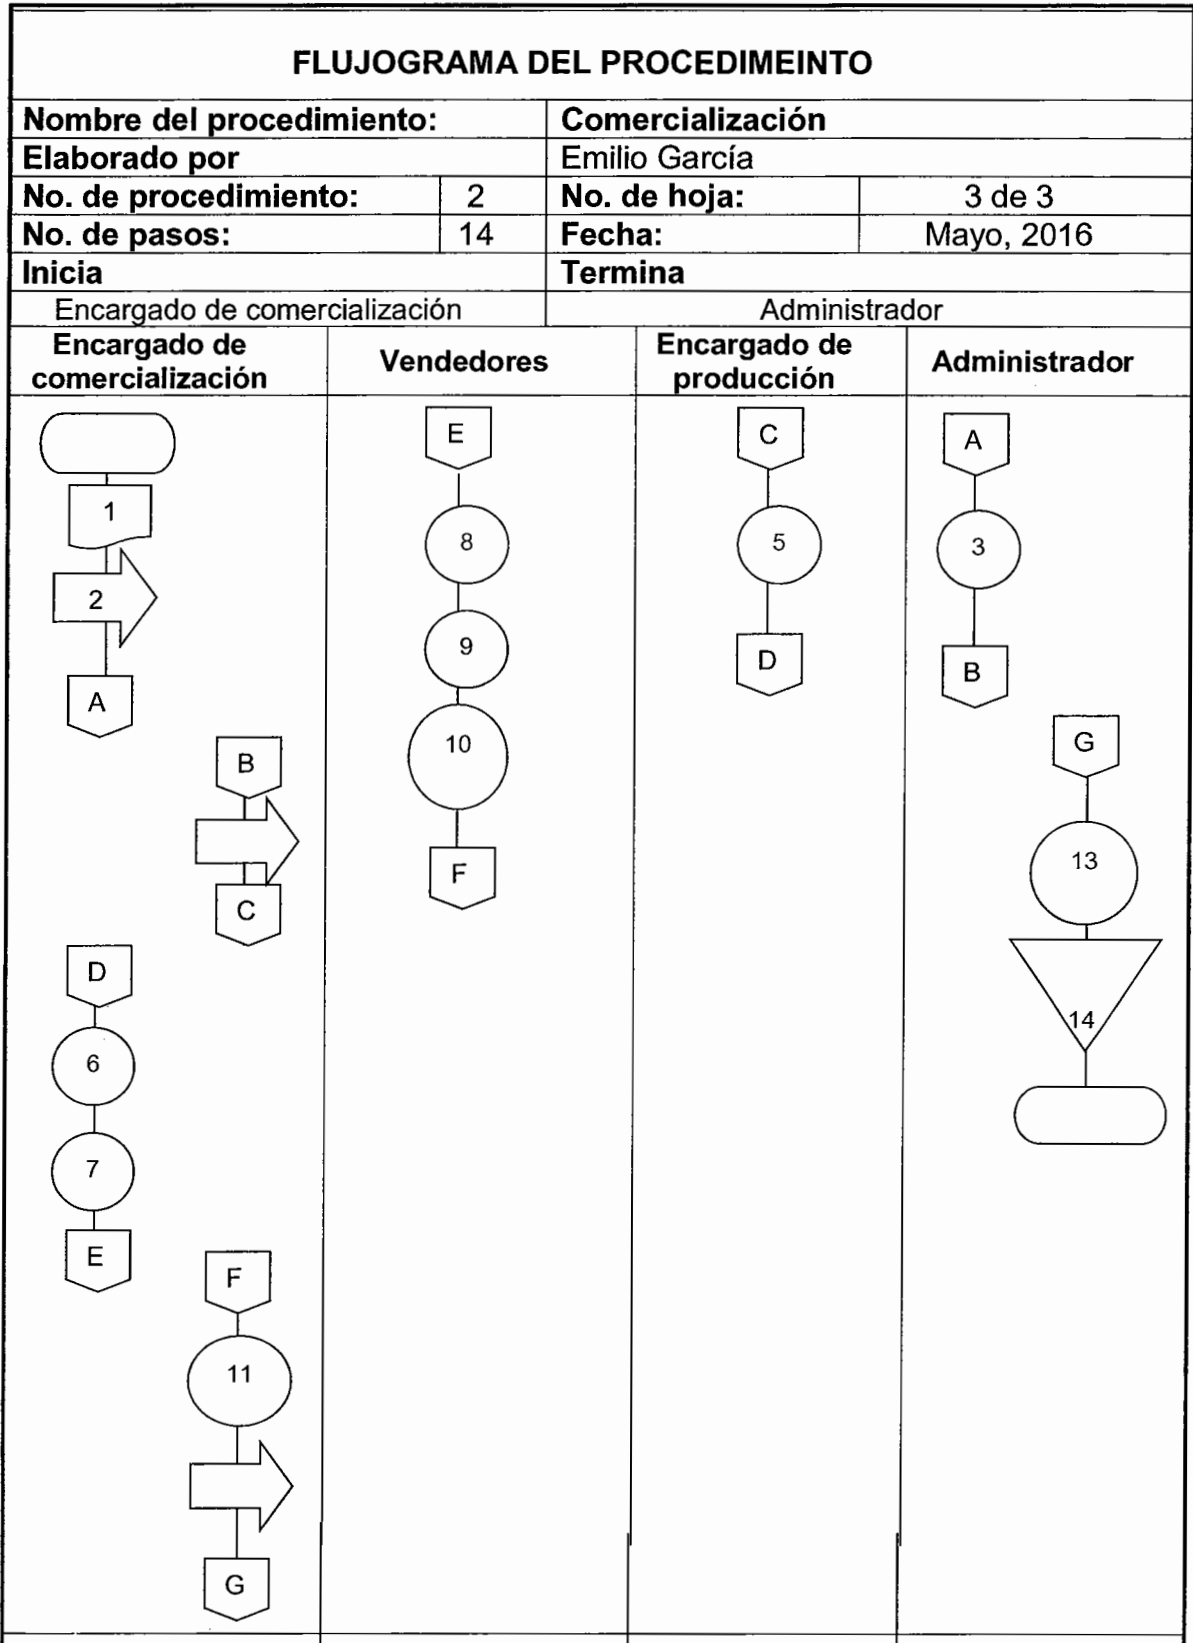 FLUJOGRAMA DEL PROCEDIMEINTO
Nombre del procedimiento: Comercialización
Elaborado por Emilio García
No. de procedimiento: 2 No. de hoja: 3 de 3
No. de pasos: 14 Fecha: Mayo, 2016
Inicia Termina
Encargado de comercialización Administrador
Encargado de
comercialización
Vendedores
Encargado de
producción
Administrador
1
2
A
B
C
D
6
7
E
F
11
G
E
8
9
10
F
C
5
D
A
3
B
G
13
14